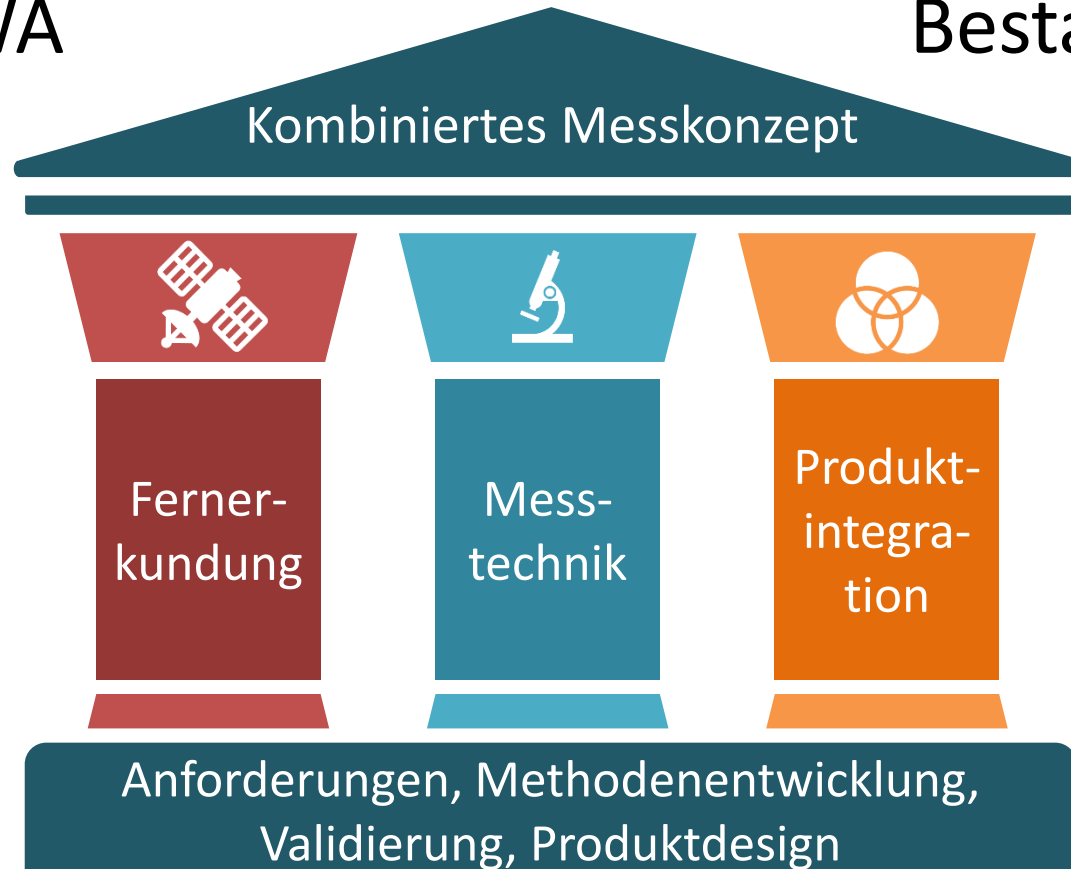 Kombiniertes Messkonzept
Ferner-
kundung
Mess-
technik
Produkt-
integra-
tion
Anforderungen, Methodenentwicklung,
Validierung, Produktdesign